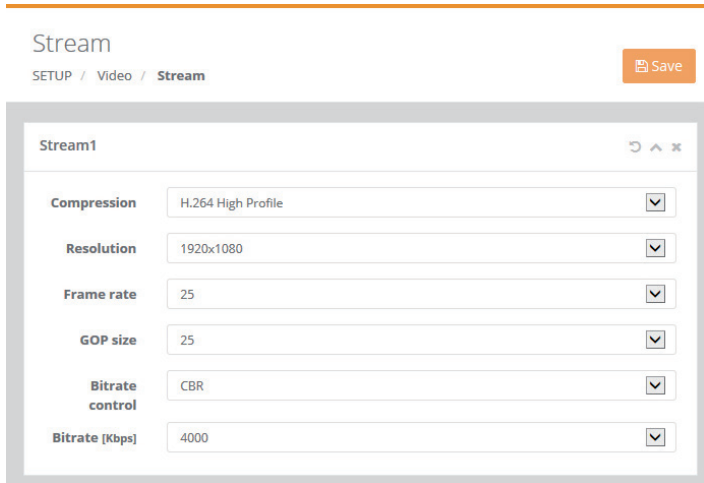 Stream
SETUP / Video / Stream
Save
Stream1
Compression H.264 High Profile
Resolution 1920x1080
Frame rate 25
GOP size 25
Bitrate control CBR
Bitrate [Kbps] 4000